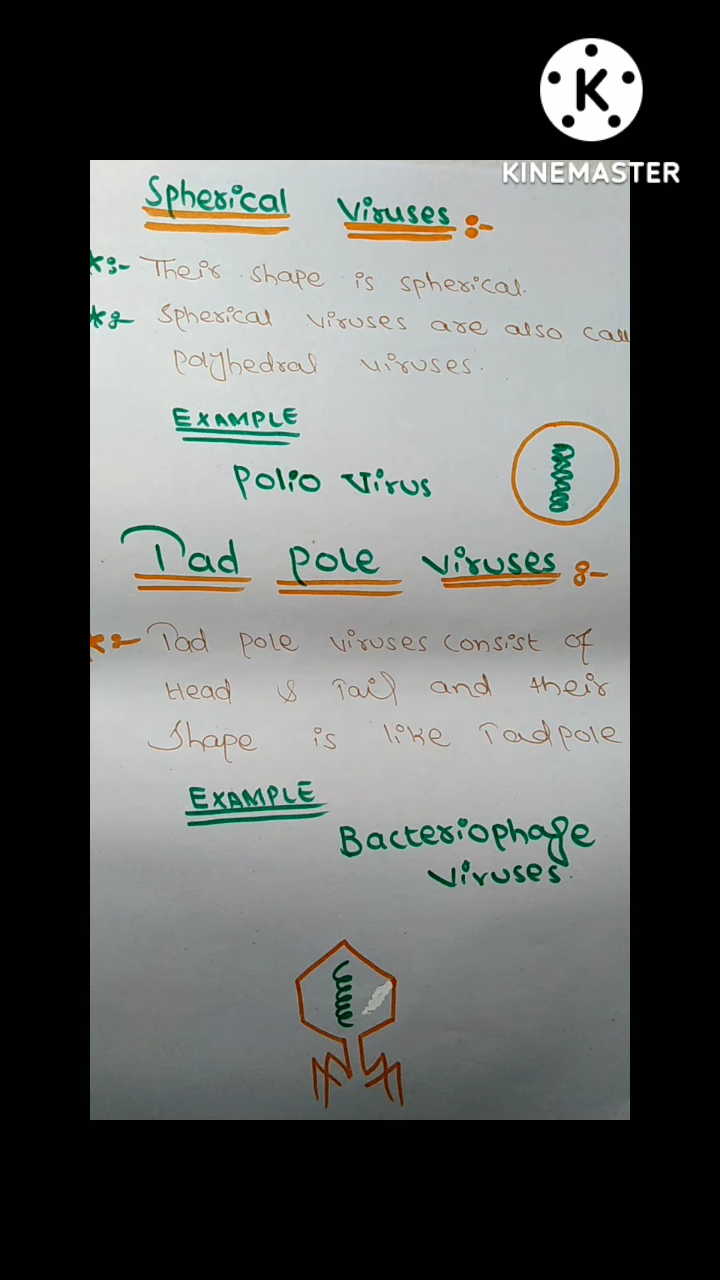 K
KINEMASTER
Spherical Viruses :-
Their shape is spherical.
Spherical viruses are also call
polyhedral viruses.
EXAMPLE
Polio Virus
Tad pole viruses :-
Tad pole viruses consist of
Head & Tail and their
Shape is like Tadpole
EXAMPLE
Bacteriophage
viruses.